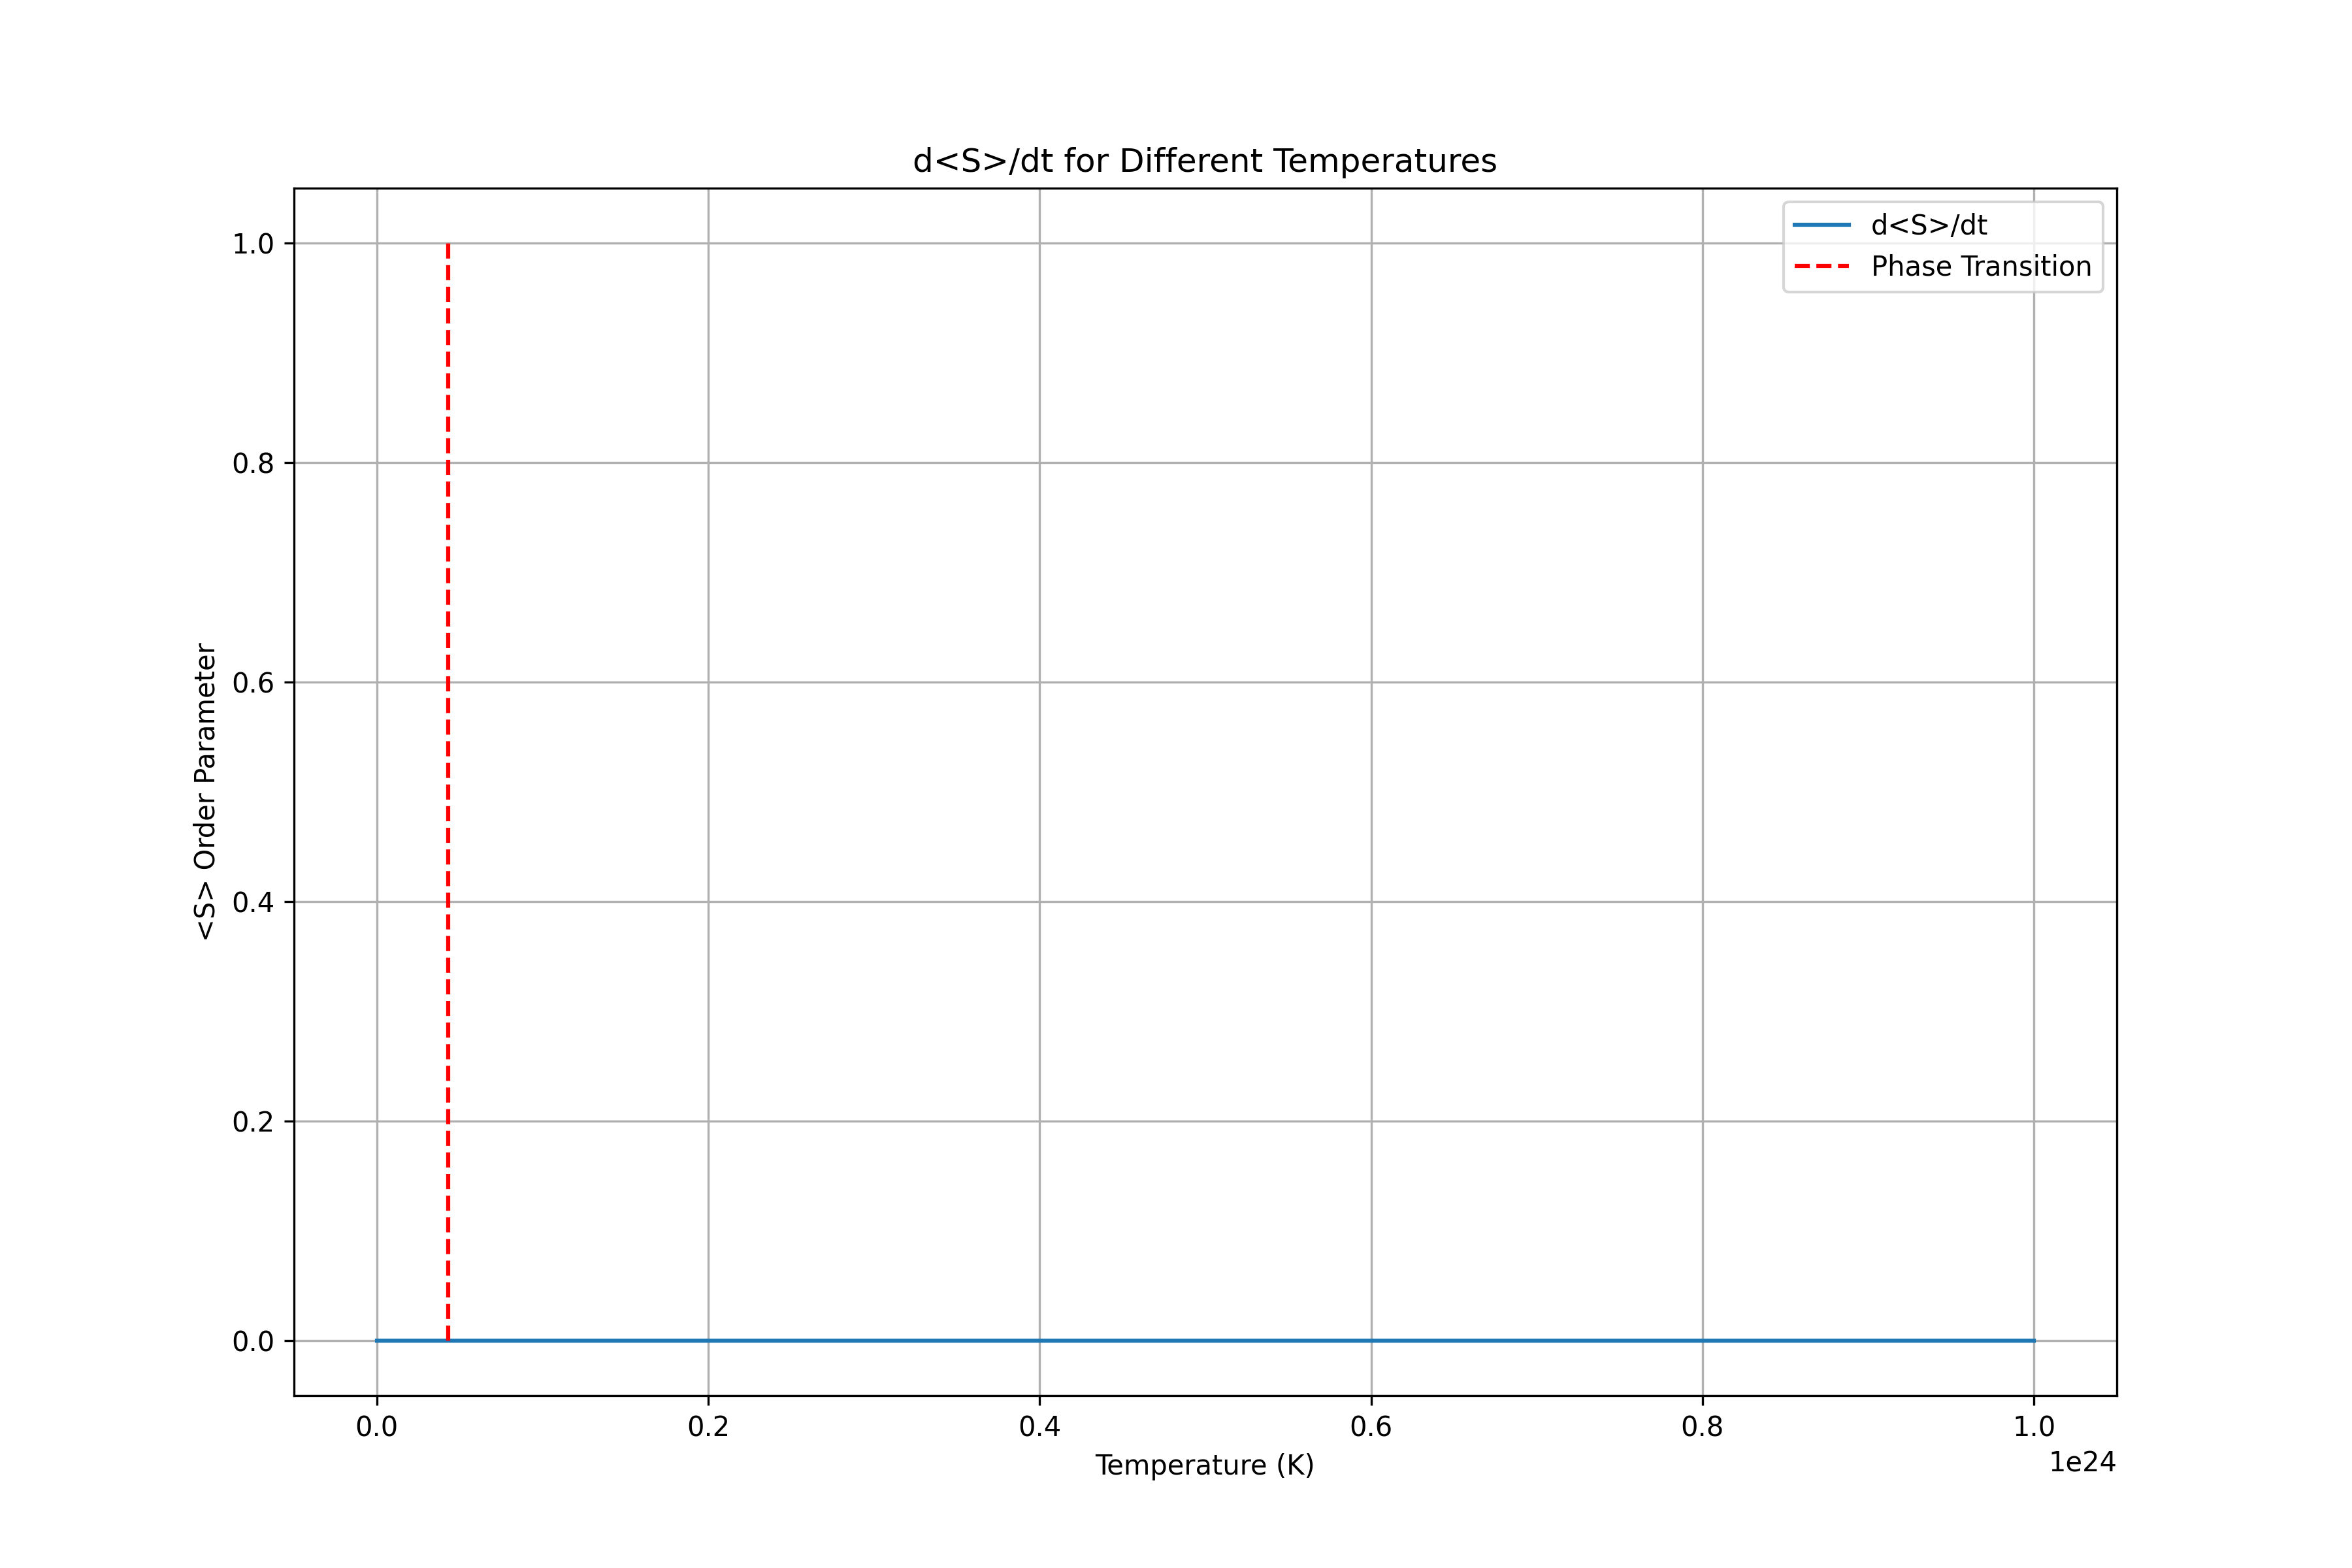 d<S>/dt for Different Temperatures
d<S>/dt
Phase Transition
<S> Order Parameter
1.0
0.8
0.6
0.4
0.2
0.0
0.0 0.2 0.4 0.6 0.8 1.0
1e24
Temperature (K)